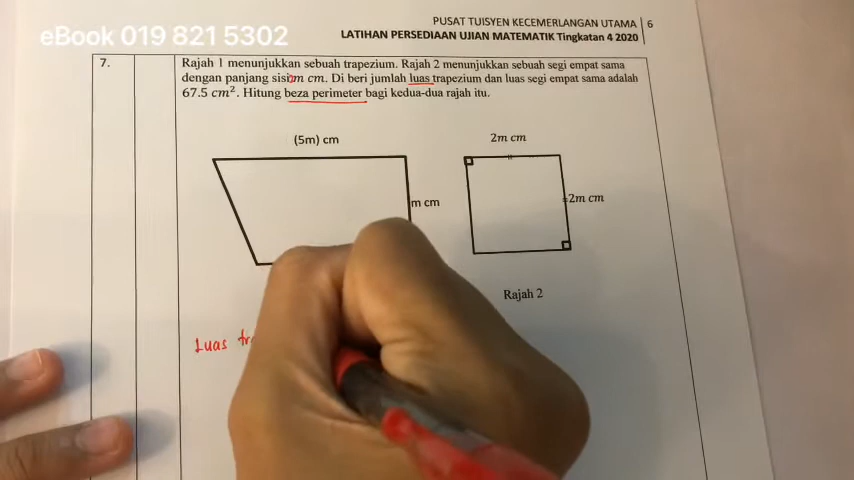 eBook 019 821 5302
PUSAT TUISYEN KECEMERLANGAN UTAMA | 6
LATIHAN PERSEDIAAN UJIAN MATEMATIK Tingkatan 4 2020
7.
Rajah 1 menunjukkan sebuah trapezium. Rajah 2 menunjukkan sebuah segi empat sama
dengan panjang sisi m cm. Di beri jumlah luas trapezium dan luas segi empat sama adalah
67.5 cm². Hitung beza perimeter bagi kedua-dua rajah itu.
(5m) cm
2m cm
m cm
2m cm
Rajah 2
Luas